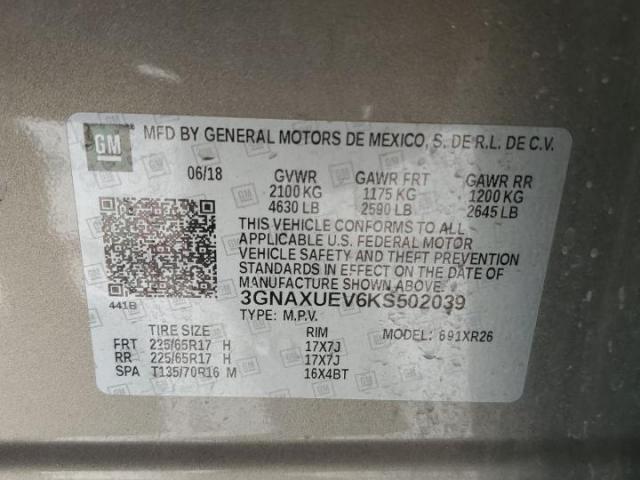 GM
MFD BY GENERAL MOTORS DE MEXICO, S. DE R.L. DE C.V.
06/18 GVWR GAWR FRT GAWR RR
2100 KG 1175 KG 1200 KG
4630 LB 2590 LB 2645 LB
THIS VEHICLE CONFORMS TO ALL
APPLICABLE U.S. FEDERAL MOTOR
VEHICLE SAFETY AND THEFT PREVENTION
STANDARDS IN EFFECT ON THE DATE OF
MANUFACTURE SHOWN ABOVE.
441B 3GNAXUEV6KS502039
TYPE: M.P.V. MODEL: 691XR26
TIRE SIZE RIM
FRT 225/65R17 H 17X7J
RR 225/65R17 H 17X7J
SPA T135/70R16 M 16X4BT